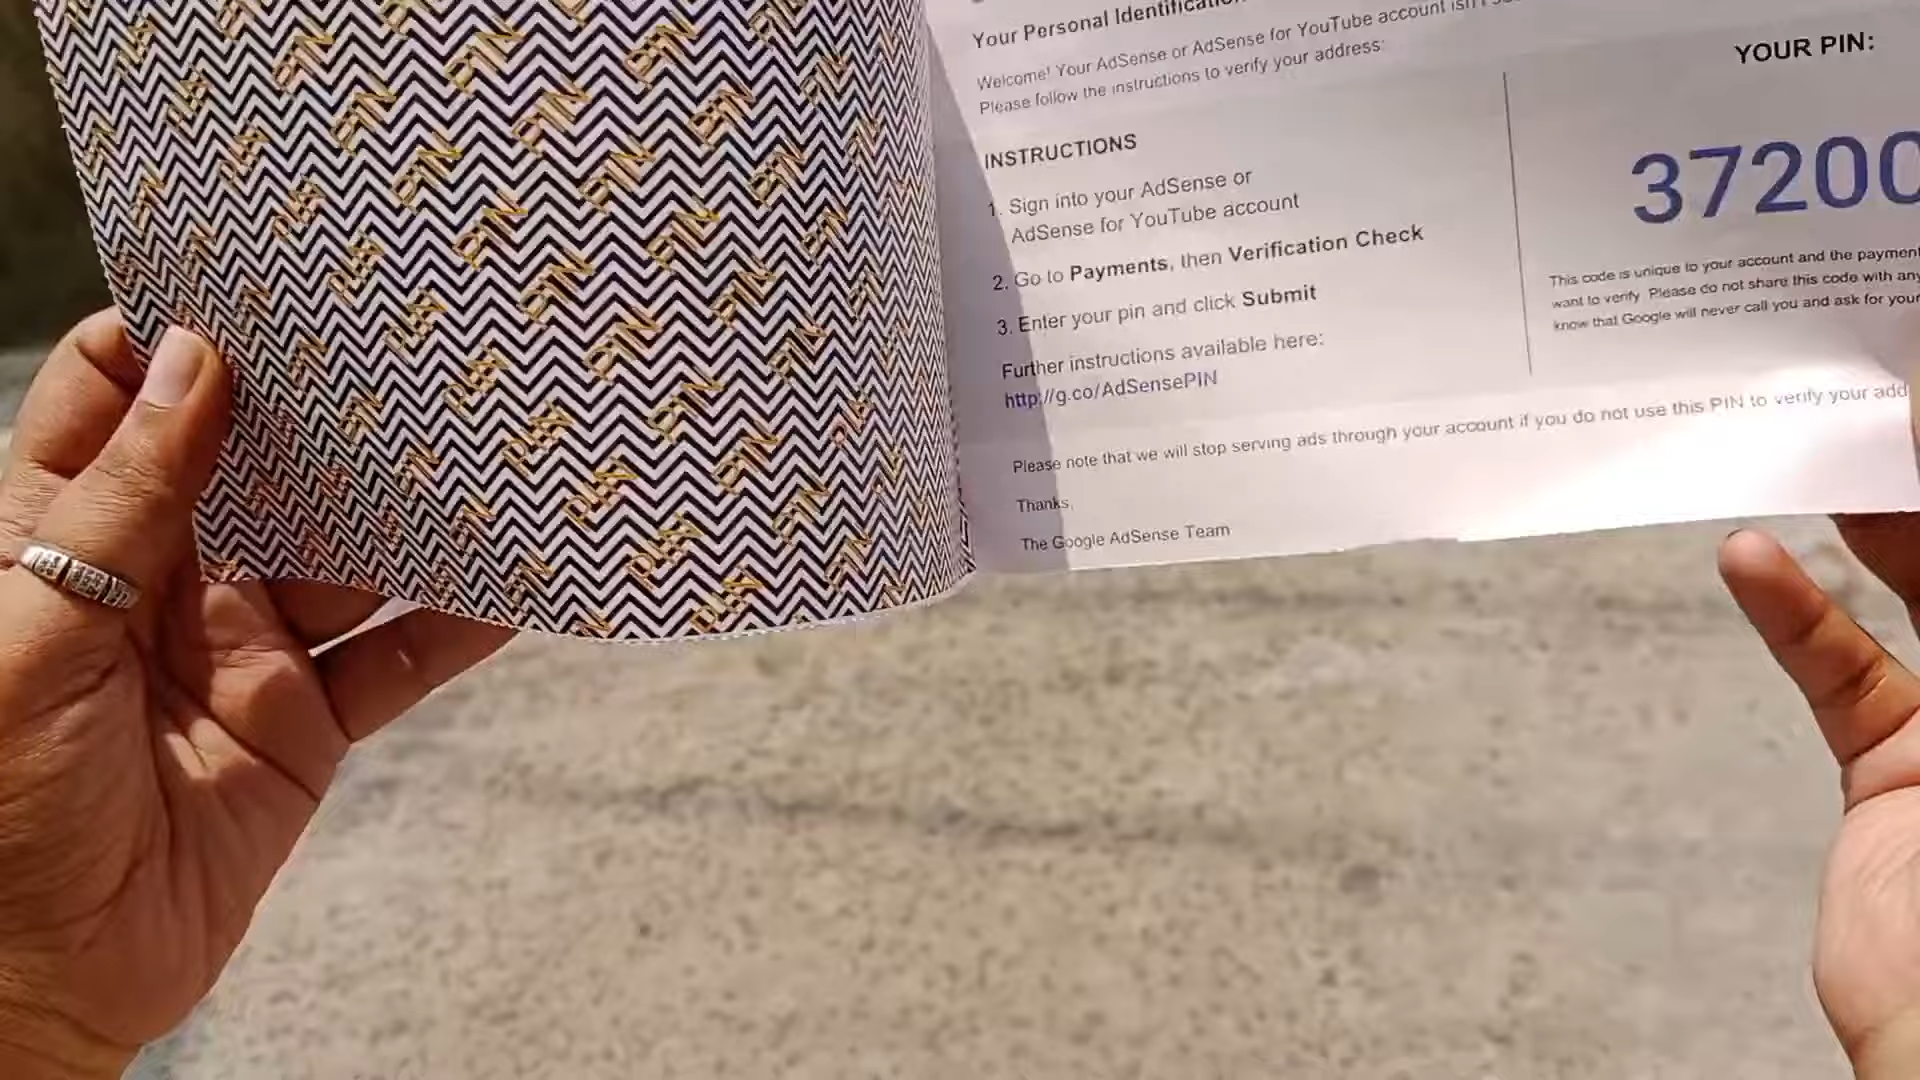 Your Personal Identification
Welcome! Your AdSense or AdSense for YouTube account isn't
Please follow the instructions to verify your address:
INSTRUCTIONS
1. Sign into your AdSense or
AdSense for YouTube account
2. Go to Payments, then Verification Check
3. Enter your pin and click Submit
Further instructions available here:
http://g.co/AdSensePIN
YOUR PIN:
37200
This code is unique to your account and the payment
want to verify. Please do not share this code with any
know that Google will never call you and ask for your
Please note that we will stop serving ads through your account if you do not use this PIN to verify your add
Thanks,
The Google AdSense Team